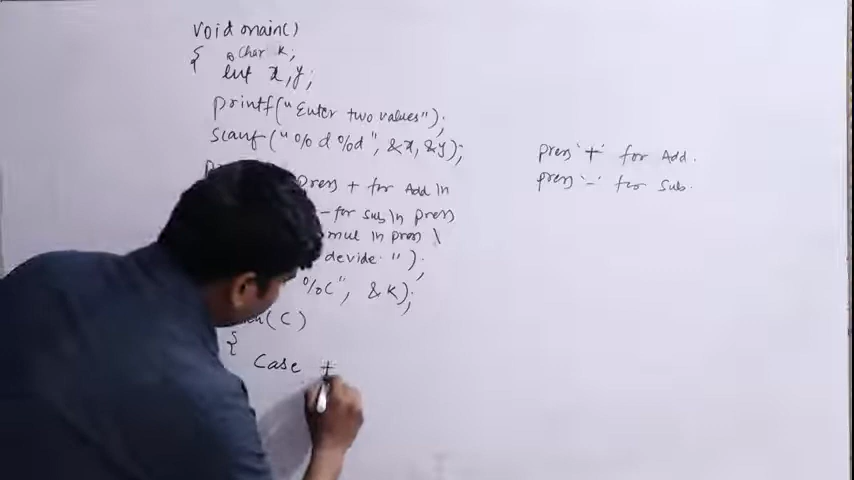 void main()
{ char k;
int x,y;
printf("Enter two values");
scanf("%d %d", &x, &y);
press + for Add \n
- for sub \n press
mul \n press \
devide. ");
%c", &k);
(C)
{
Case +
press '+' for Add.
press '-' for Sub.